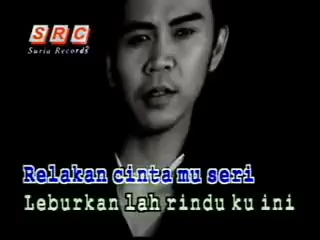 SRC
Suria Records
Relakan cinta mu seri
Leburkan lah rindu ku ini